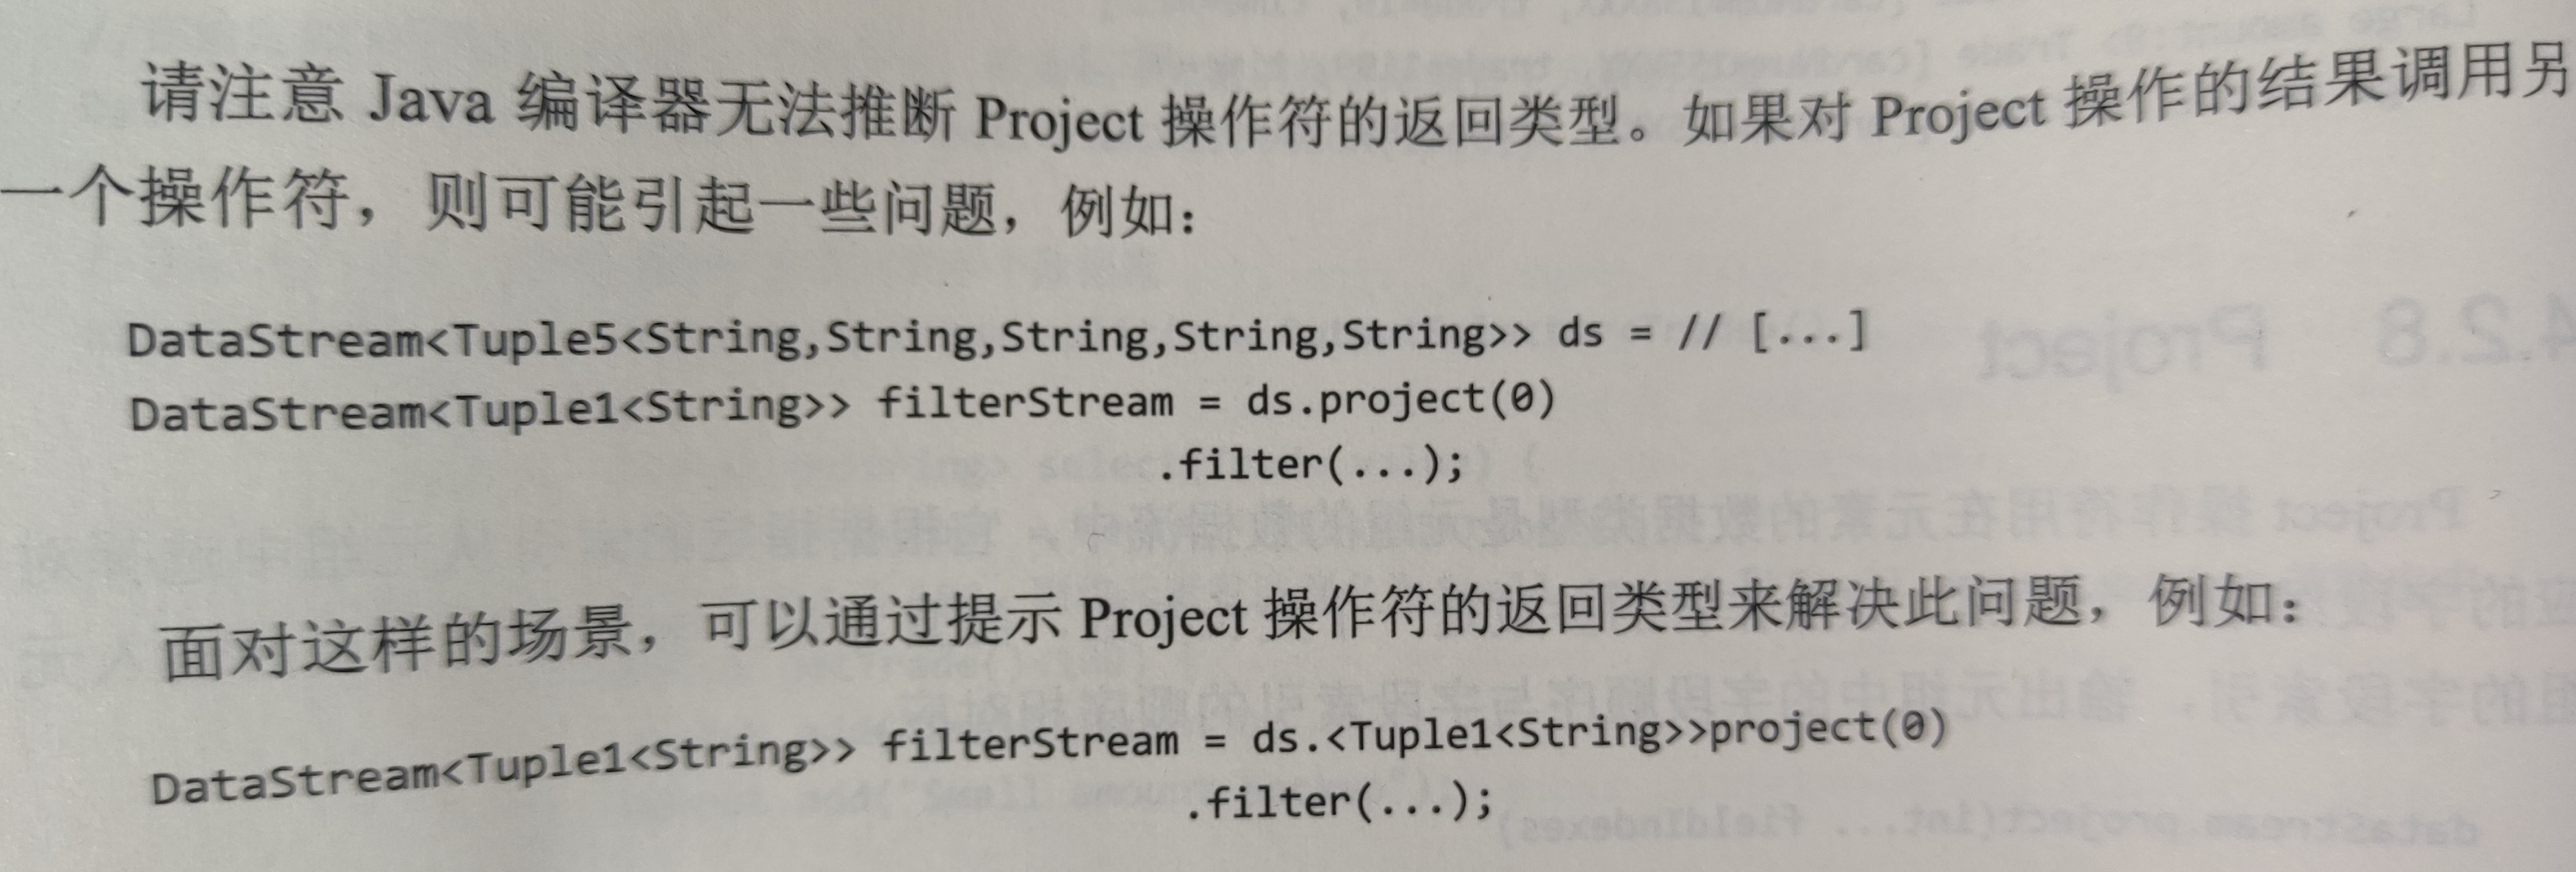 请注意 Java 编译器无法推断 Project 操作符的返回类型。如果对 Project 操作的结果调用另
一个操作符，则可能引起一些问题，例如：
DataStream<Tuple5<String,String,String,String,String>> ds = // [...]
DataStream<Tuple1<String>> filterStream = ds.project(0)
.filter(...);
面对这样的场景，可以通过提示 Project 操作符的返回类型来解决此问题，例如：
DataStream<Tuple1<String>> filterStream = ds.<Tuple1<String>>project(0)
.filter(...);